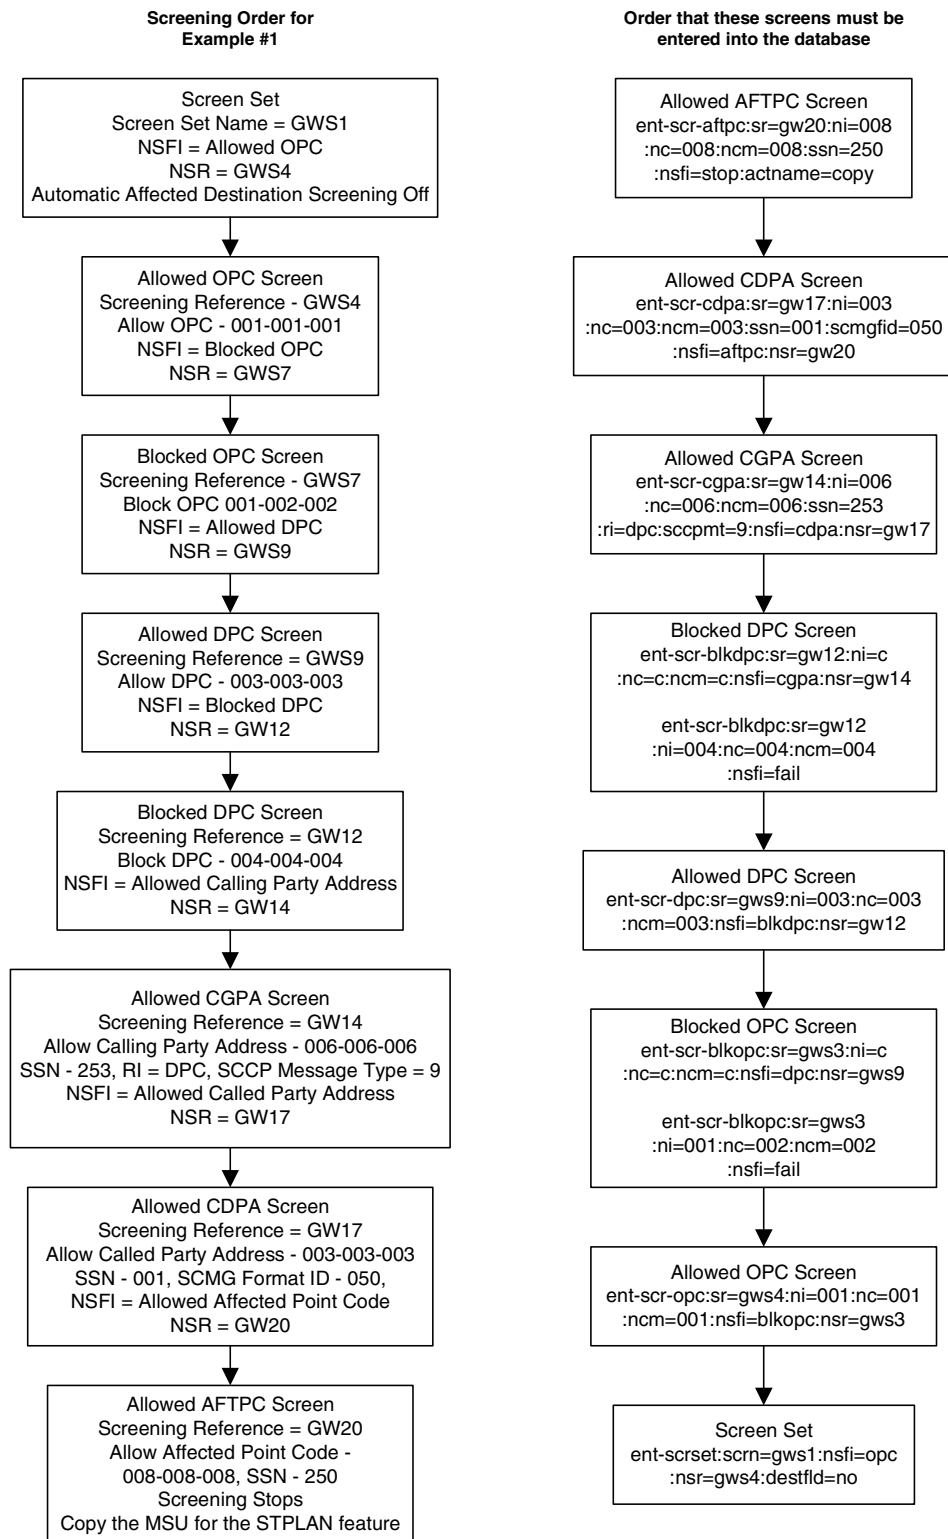 Screening Order for
Example #1
Screen Set
Screen Set Name = GWS1
NSFI = Allowed OPC
NSR = GWS4
Automatic Affected Destination Screening Off
Allowed OPC Screen
Screening Reference - GWS4
Allow OPC - 001-001-001
NSFI = Blocked OPC
NSR = GWS7
Blocked OPC Screen
Screening Reference - GWS7
Block OPC 001-002-002
NSFI = Allowed DPC
NSR = GWS9
Allowed DPC Screen
Screening Reference = GWS9
Allow DPC - 003-003-003
NSFI = Blocked DPC
NSR = GW12
Blocked DPC Screen
Screening Reference = GW12
Block DPC - 004-004-004
NSFI = Allowed Calling Party Address
NSR = GW14
Allowed CGPA Screen
Screening Reference = GW14
Allow Calling Party Address - 006-006-006
SSN - 253, RI = DPC, SCCP Message Type = 9
NSFI = Allowed Called Party Address
NSR = GW17
Allowed CDPA Screen
Screening Reference = GW17
Allow Called Party Address - 003-003-003
SSN - 001, SCMG Format ID - 050,
NSFI = Allowed Affected Point Code
NSR = GW20
Allowed AFTPC Screen
Screening Reference = GW20
Allow Affected Point Code -
008-008-008, SSN - 250
Screening Stops
Copy the MSU for the STPLAN feature
Order that these screens must be
entered into the database
Allowed AFTPC Screen
ent-scr-aftpc:sr=gw20:ni=008
:nc=008:ncm=008:ssn=250
:nsfi=stop:actname=copy
Allowed CDPA Screen
ent-scr-cdpa:sr=gw17:ni=003
:nc=003:ncm=003:ssn=001:scmgfid=050
:nsfi=aftpc:nsr=gw20
Allowed CGPA Screen
ent-scr-cgpa:sr=gw14:ni=006
:nc=006:ncm=006:ssn=253
:ri=dpc:sccpmt=9:nsfi=cdpa:nsr=gw17
Blocked DPC Screen
ent-scr-blkdpc:sr=gw12:ni=c
:nc=c:ncm=c:nsfi=cgpa:nsr=gw14
ent-scr-blkdpc:sr=gw12
:ni=004:nc=004:ncm=004
:nsfi=fail
Allowed DPC Screen
ent-scr-dpc:sr=gws9:ni=003:nc=003
:ncm=003:nsfi=blkdpc:nsr=gw12
Blocked OPC Screen
ent-scr-blkopc:sr=gws3:ni=c
:nc=c:ncm=c:nsfi=dpc:nsr=gws9
ent-scr-blkopc:sr=gws3
:ni=001:nc=002:ncm=002
:nsfi=fail
Allowed OPC Screen
ent-scr-opc:sr=gws4:ni=001:nc=001
:ncm=001:nsfi=blkopc:nsr=gws3
Screen Set
ent-scrset:scrn=gws1:nsfi=opc
:nsr=gws4:destfld=no